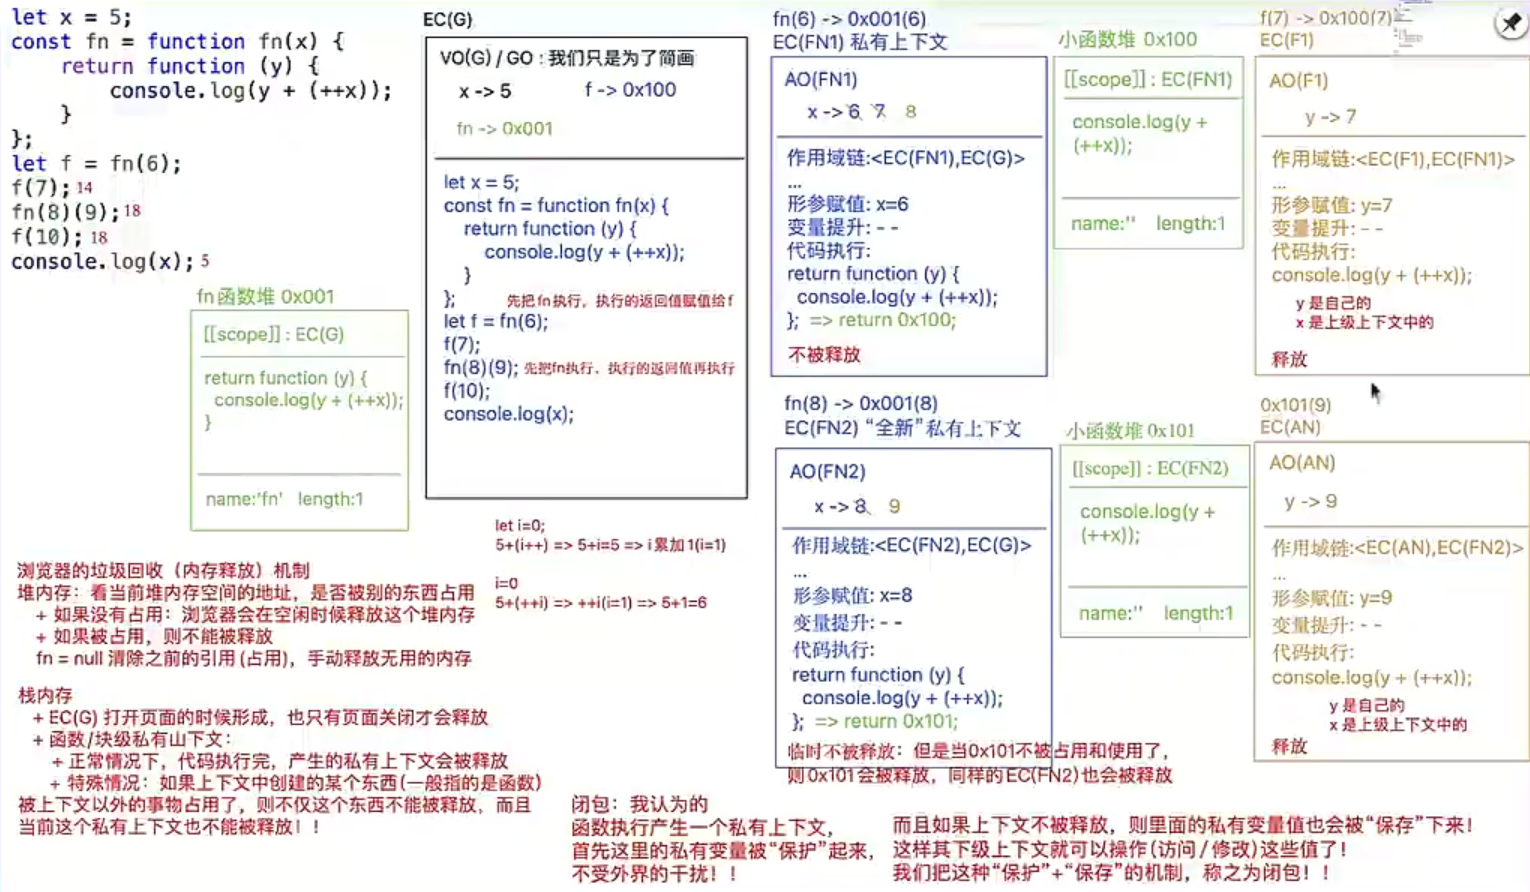 let x = 5;
const fn = function fn(x) {
return function (y) {
console.log(y + (++x));
}
};
let f = fn(6);
f(7); 14
fn(8)(9); 18
f(10); 18
console.log(x); 5
fn函数堆 0x001
[[scope]] : EC(G)
return function (y) {
console.log(y + (++x));
}
name:'fn' length:1
EC(G)
VO(G) / GO : 我们只是为了简画
x -> 5 f -> 0x100
fn -> 0x001
let x = 5;
const fn = function fn(x) {
return function (y) {
console.log(y + (++x));
}
}; 先把fn执行，执行的返回值赋值给f
let f = fn(6);
f(7);
fn(8)(9); 先把fn执行，执行的返回值再执行
f(10);
console.log(x);
let i=0;
5+(i++) => 5+i=5 => i累加1(i=1)
i=0
5+(++i) => ++i(i=1) => 5+1=6
fn(6) -> 0x001(6)
EC(FN1) 私有上下文
AO(FN1)
x -> 6、7、8
作用域链:<EC(FN1),EC(G)>
...
形参赋值: x=6
变量提升: - -
代码执行:
return function (y) {
console.log(y + (++x));
}; => return 0x100;
不被释放
小函数堆 0x100
[[scope]] : EC(FN1)
console.log(y +
(++x));
name:'' length:1
f(7) -> 0x100(7)
EC(F1)
AO(F1)
y -> 7
作用域链:<EC(F1),EC(FN1)>
...
形参赋值: y=7
变量提升: - -
代码执行:
console.log(y + (++x));
y 是自己的
x 是上级上下文中的
释放
fn(8) -> 0x001(8)
EC(FN2) “全新”私有上下文
AO(FN2)
x -> 8、9
作用域链:<EC(FN2),EC(G)>
...
形参赋值: x=8
变量提升: - -
代码执行:
return function (y) {
console.log(y + (++x));
}; => return 0x101;
临时不被释放：但是当0x101不被占用和使用了，
则0x101会被释放，同样的EC(FN2)也会被释放
小函数堆 0x101
[[scope]] : EC(FN2)
console.log(y +
(++x));
name:'' length:1
0x101(9)
EC(AN)
AO(AN)
y -> 9
作用域链:<EC(AN),EC(FN2)>
...
形参赋值: y=9
变量提升: - -
代码执行:
console.log(y + (++x));
y 是自己的
x 是上级上下文中的
释放
浏览器的垃圾回收（内存释放）机制
堆内存：看当前堆内存空间的地址，是否被别的东西占用
+ 如果没有占用：浏览器会在空闲时候释放这个堆内存
+ 如果被占用，则不能被释放
fn = null 清除之前的引用(占用)，手动释放无用的内存
栈内存
+ EC(G) 打开页面的时候形成，也只有页面关闭才会释放
+ 函数/块级私有山下文：
+ 正常情况下，代码执行完，产生的私有上下文会被释放
+ 特殊情况：如果上下文中创建的某个东西(一般指的是函数)
被上下文以外的事物占用了，则不仅这个东西不能被释放，而且
当前这个私有上下文也不能被释放！！
闭包：我认为的
函数执行产生一个私有上下文，
首先这里的私有变量被“保护”起来，
不受外界的干扰！！
而且如果上下文不被释放，则里面的私有变量值也会被“保存”下来！
这样其下级上下文就可以操作(访问/修改)这些值了！
我们把这种“保护”+“保存”的机制，称之为闭包！！